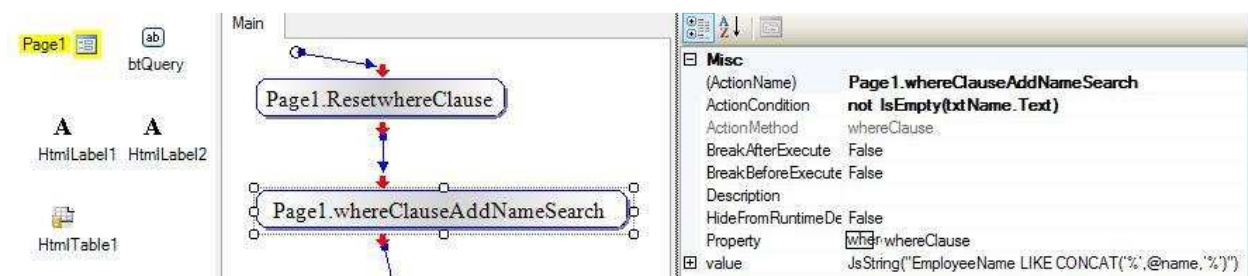 Page1
ab
btQuery
A
A
HtmlLabel1 HtmlLabel2
HtmlTable1
Main
Page1.ResetwhereClause
Page1.whereClauseAddNameSearch
A
Z
Misc
(ActionName) Page1.whereClauseAddNameSearch
ActionCondition not IsEmpty(txtName.Text)
ActionMethod whereClause
BreakAfterExecute False
BreakBeforeExecute False
Description
HideFromRuntimeDe False
Property wher whereClause
value JsString("EmployeeName LIKE CONCAT('%',@name,'%')")